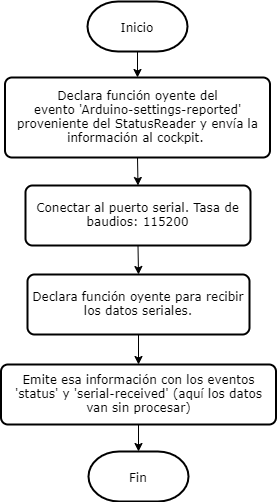 Inicio
Declara función oyente del
evento 'Arduino-settings-reported'
proveniente del StatusReader y envía la
información al cockpit.
Conectar al puerto serial. Tasa de
baudios: 115200
Declara función oyente para recibir
los datos seriales.
Emite esa información con los eventos
'status' y 'serial-received' (aquí los datos
van sin procesar)
Fin